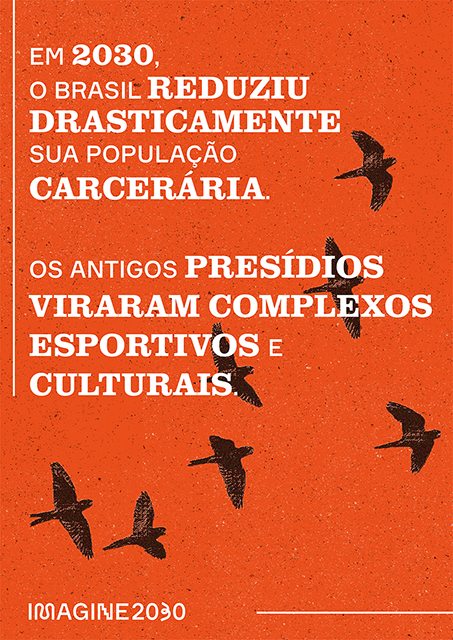 EM 2030,
O BRASIL REDUZIU
DRASTICAMENTE
SUA POPULAÇÃO
CARCERÁRIA.
OS ANTIGOS PRESÍDIOS
VIRARAM COMPLEXOS
ESPORTIVOS E
CULTURAIS.
IMAGINE2030